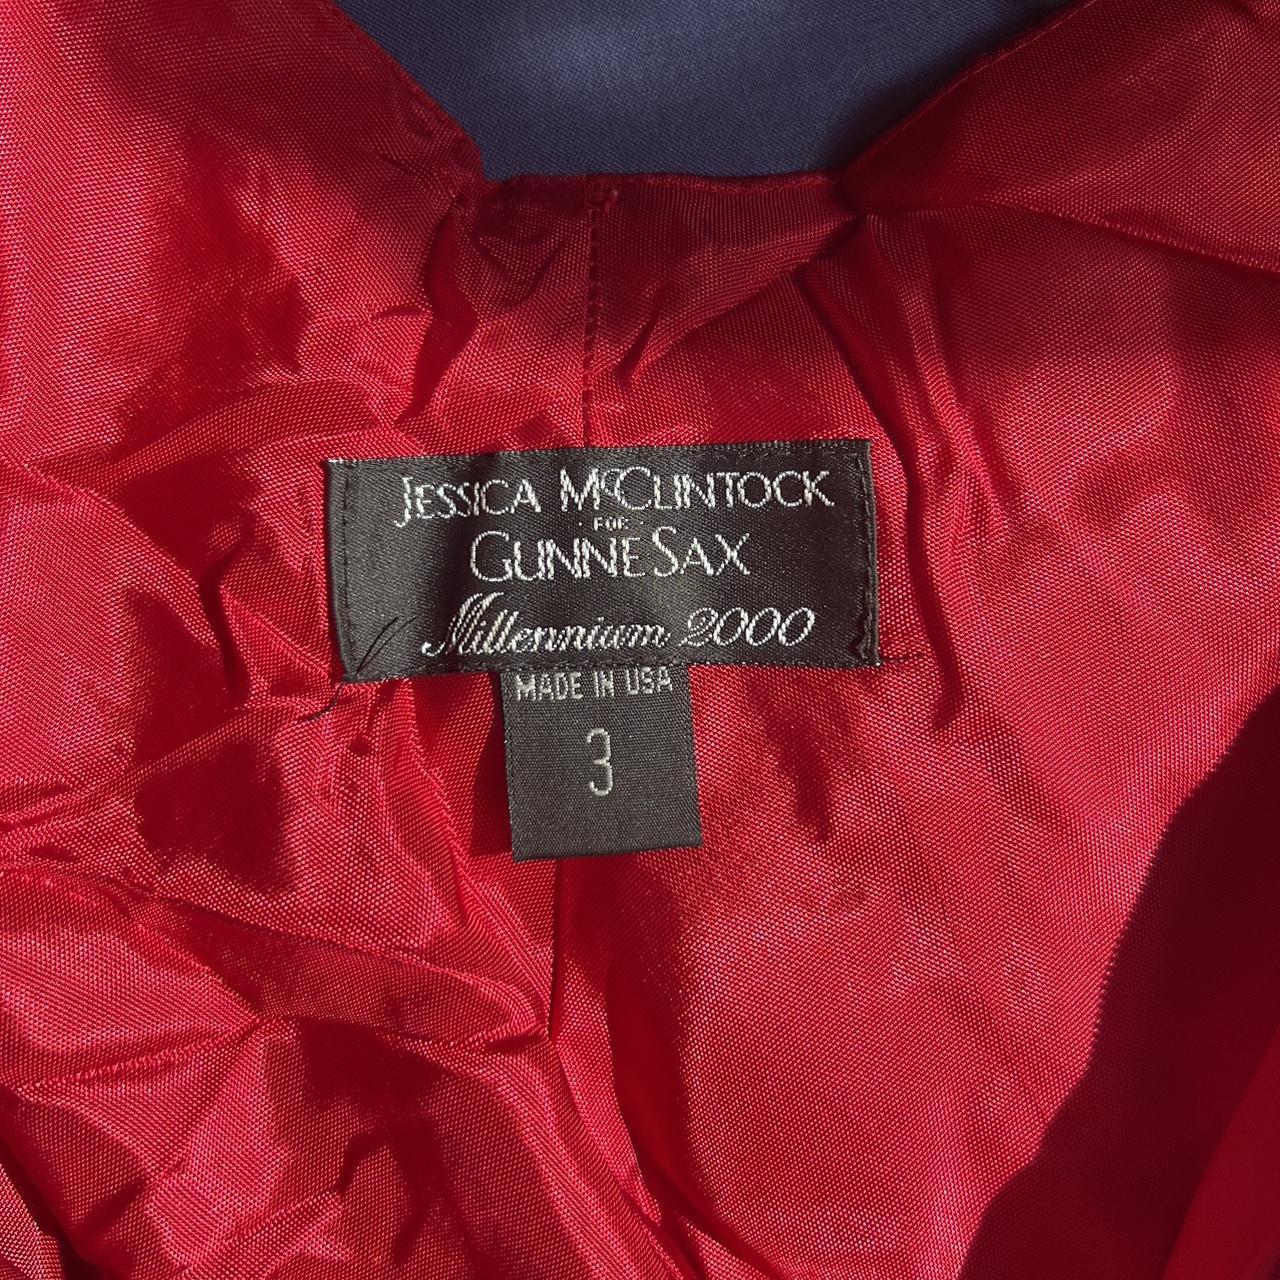 JESSICA McCLINTOCK
· FOR ·
GUNNE SAX
Millennium 2000
MADE IN USA
3